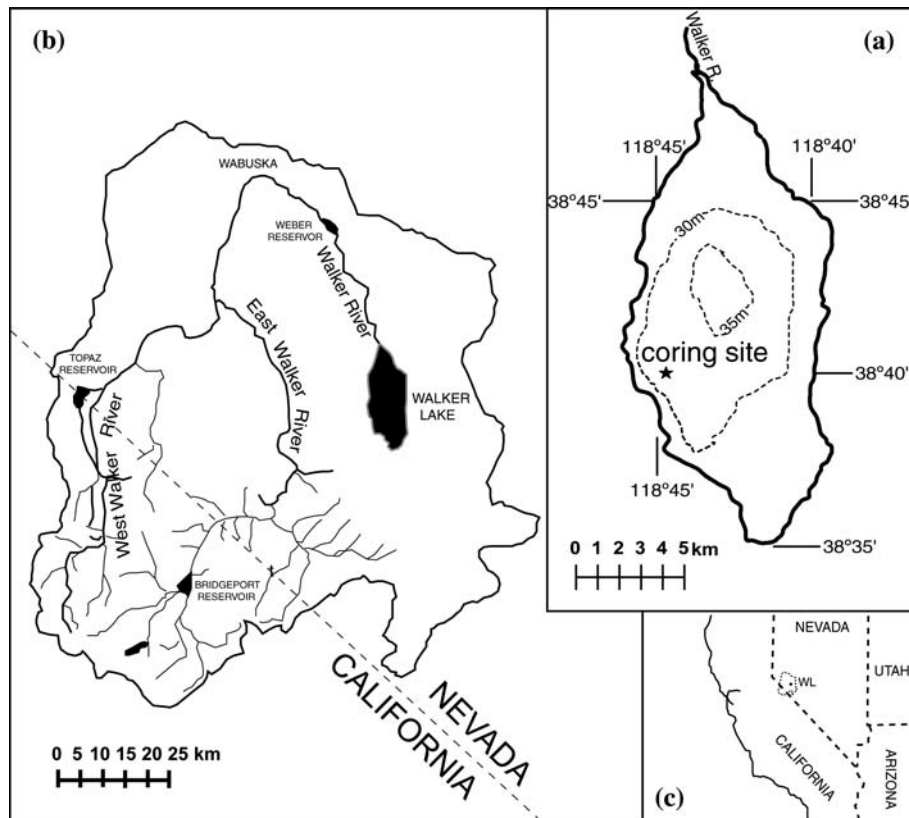 (b)
WABUSKA
WEBER
RESERVOIR
Walker River
East Walker River
TOPAZ
RESERVOIR
West Walker River
WALKER
LAKE
BRIDGEPORT
RESERVOIR
NEVADA
CALIFORNIA
0 5 10 15 20 25 km
(a)
Walker R.
118°45'
118°40'
38°45'
38°45'
30m
35m
coring site
38°40'
118°45'
38°35'
0 1 2 3 4 5 km
NEVADA
UTAH
WL
CALIFORNIA
ARIZONA
(c)